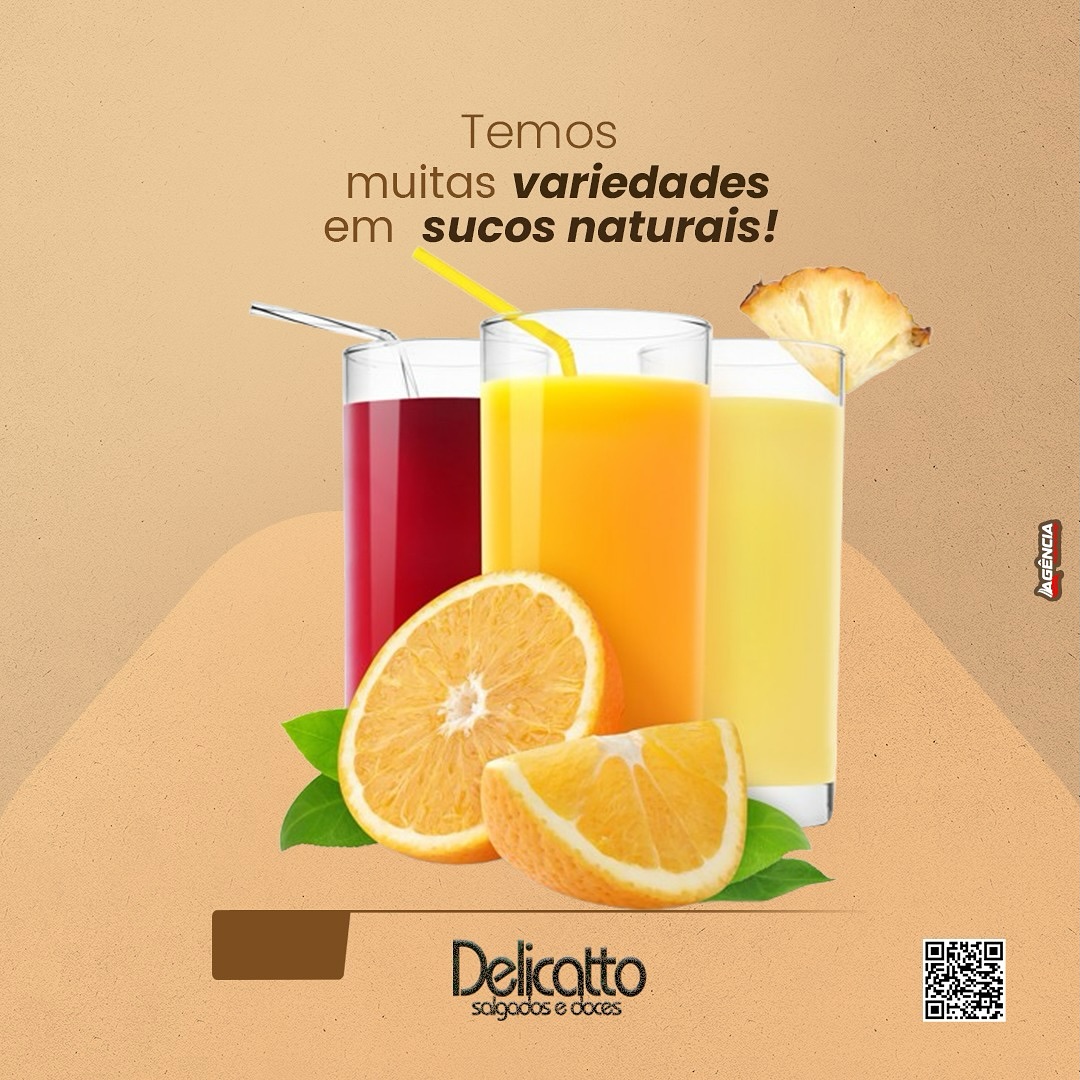 Temos
muitas variedades
em sucos naturais!
AGÊNCIA
Delicatto
salgados e doces